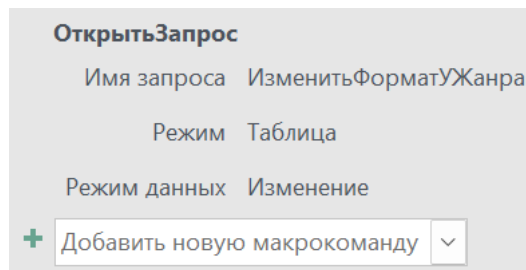 ОткрытьЗапрос
Имя запроса ИзменитьФорматУЖанра
Режим Таблица
Режим данных Изменение
Добавить новую макрокоманду